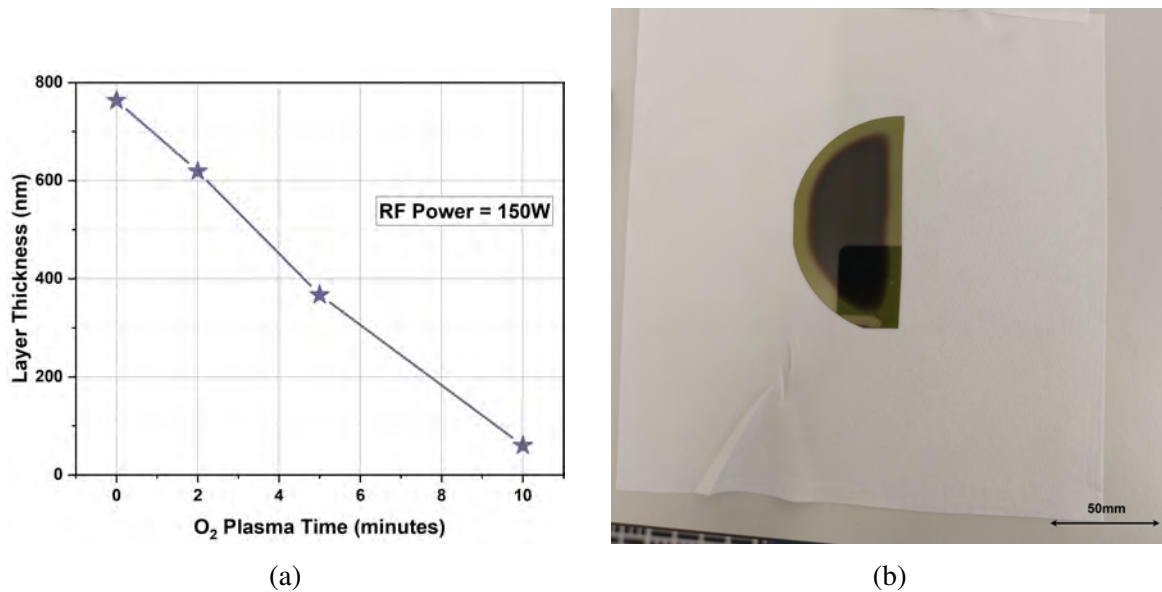 800
600
400
200
0
Layer Thickness (nm)
RF Power = 150W
0 2 4 6 8 10
O₂ Plasma Time (minutes)
(a)
50mm
(b)